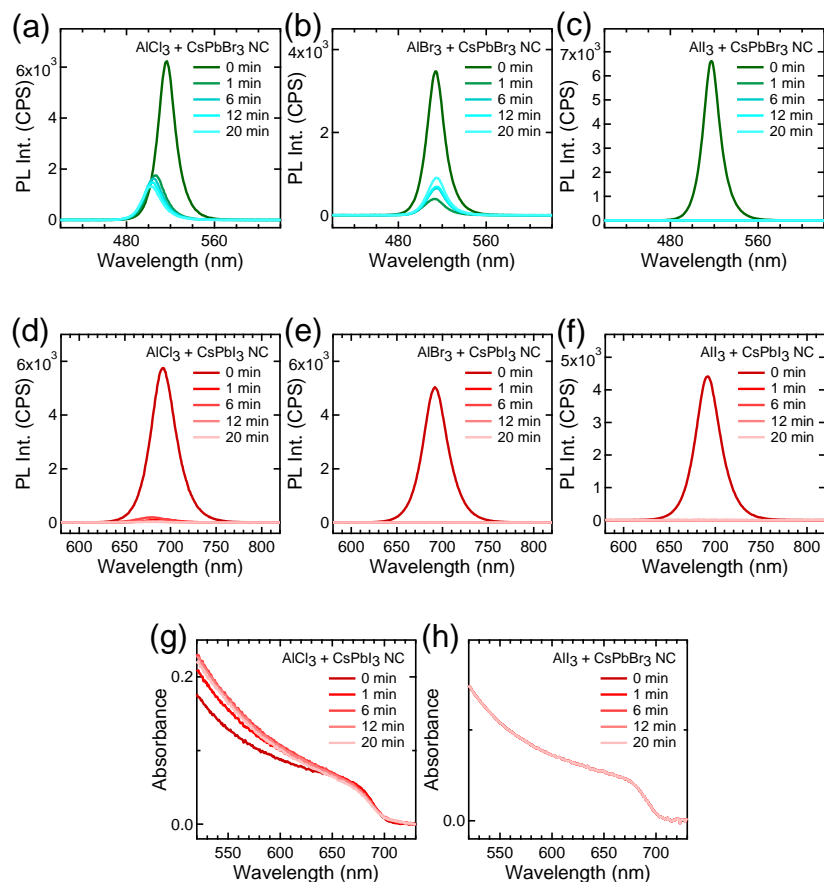 (a)
AlCl3 + CsPbBr3 NC
0 min
1 min
6 min
12 min
20 min
6x10^3
4
2
0
PL Int. (CPS)
480
560
Wavelength (nm)
(b)
AlBr3 + CsPbBr3 NC
0 min
1 min
6 min
12 min
20 min
4x10^3
2
0
PL Int. (CPS)
480
560
Wavelength (nm)
(c)
AlI3 + CsPbBr3 NC
0 min
1 min
6 min
12 min
20 min
7x10^3
6
5
4
3
2
1
0
PL Int. (CPS)
480
560
Wavelength (nm)
(d)
AlCl3 + CsPbI3 NC
0 min
1 min
6 min
12 min
20 min
6x10^3
4
2
0
PL Int. (CPS)
600
650
700
750
800
Wavelength (nm)
(e)
AlBr3 + CsPbI3 NC
0 min
1 min
6 min
12 min
20 min
6x10^3
4
2
0
PL Int. (CPS)
600
650
700
750
800
Wavelength (nm)
(f)
AlI3 + CsPbI3 NC
0 min
1 min
6 min
12 min
20 min
5x10^3
4
3
2
1
0
PL Int. (CPS)
600
650
700
750
800
Wavelength (nm)
(g)
AlCl3 + CsPbI3 NC
0 min
1 min
6 min
12 min
20 min
0.2
0.0
Absorbance
550
600
650
700
Wavelength (nm)
(h)
AlI3 + CsPbBr3 NC
0 min
1 min
6 min
12 min
20 min
0.0
Absorbance
550
600
650
700
Wavelength (nm)